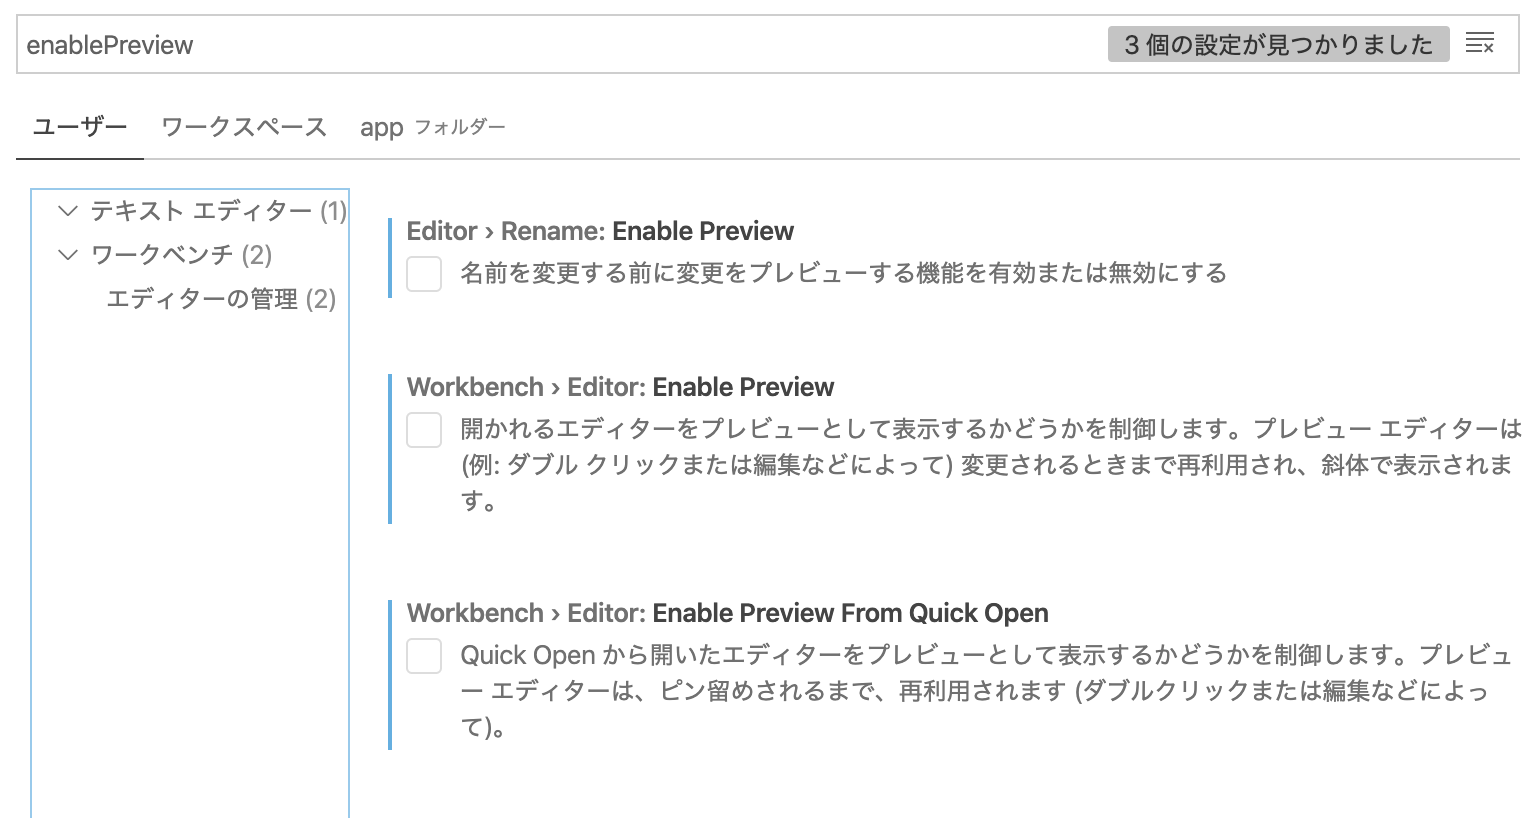 enablePreview
3 個の設定が見つかりました
ユーザー ワークスペース app フォルダー
テキスト エディター (1)
ワークベンチ (2)
エディターの管理 (2)
Editor › Rename: Enable Preview
名前を変更する前に変更をプレビューする機能を有効または無効にする
Workbench › Editor: Enable Preview
開かれるエディターをプレビューとして表示するかどうかを制御します。プレビュー エディターは
(例: ダブル クリックまたは編集などによって) 変更されるときまで再利用され、斜体で表示されま
す。
Workbench › Editor: Enable Preview From Quick Open
Quick Open から開いたエディターをプレビューとして表示するかどうかを制御します。プレビュ
ー エディターは、ピン留めされるまで、再利用されます (ダブルクリックまたは編集などによっ
て)。